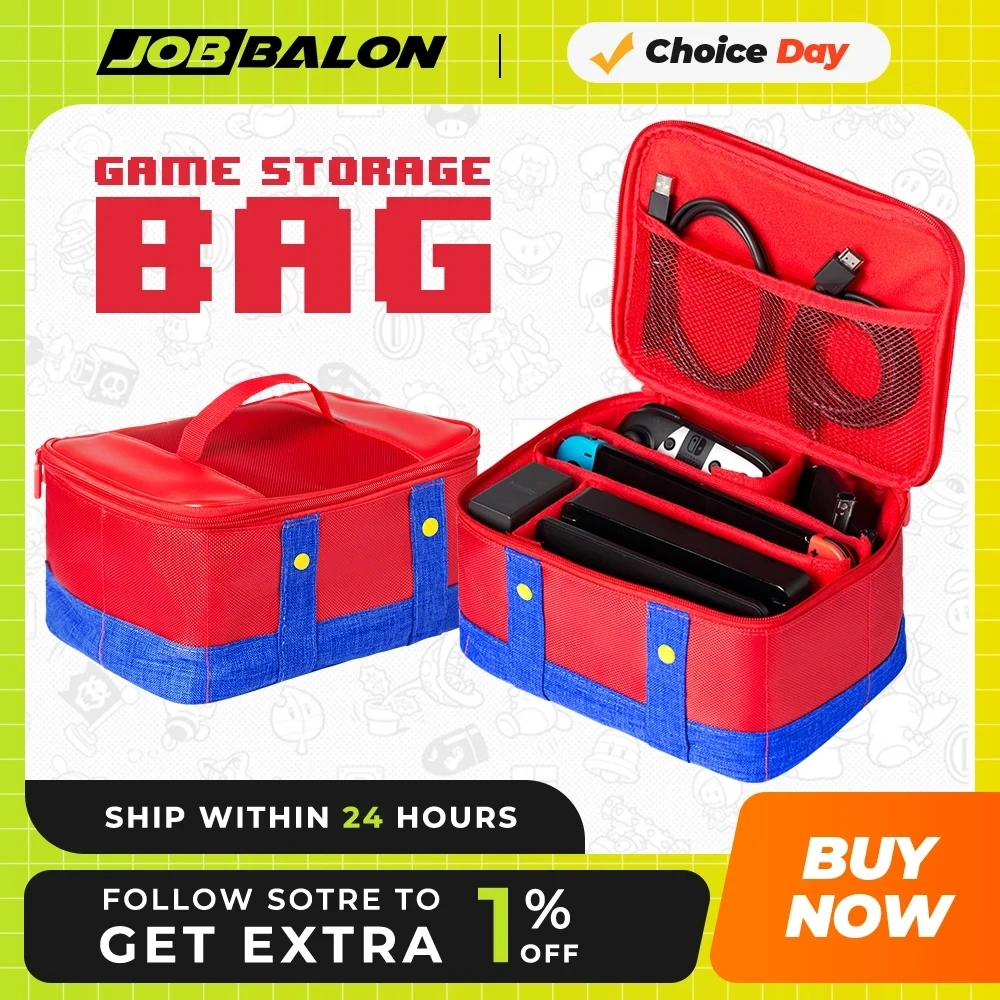 JOBBALON
Choice Day
GAME STORAGE
BAG
SHIP WITHIN 24 HOURS
FOLLOW SOTRE TO
GET EXTRA 1% OFF
BUY
NOW